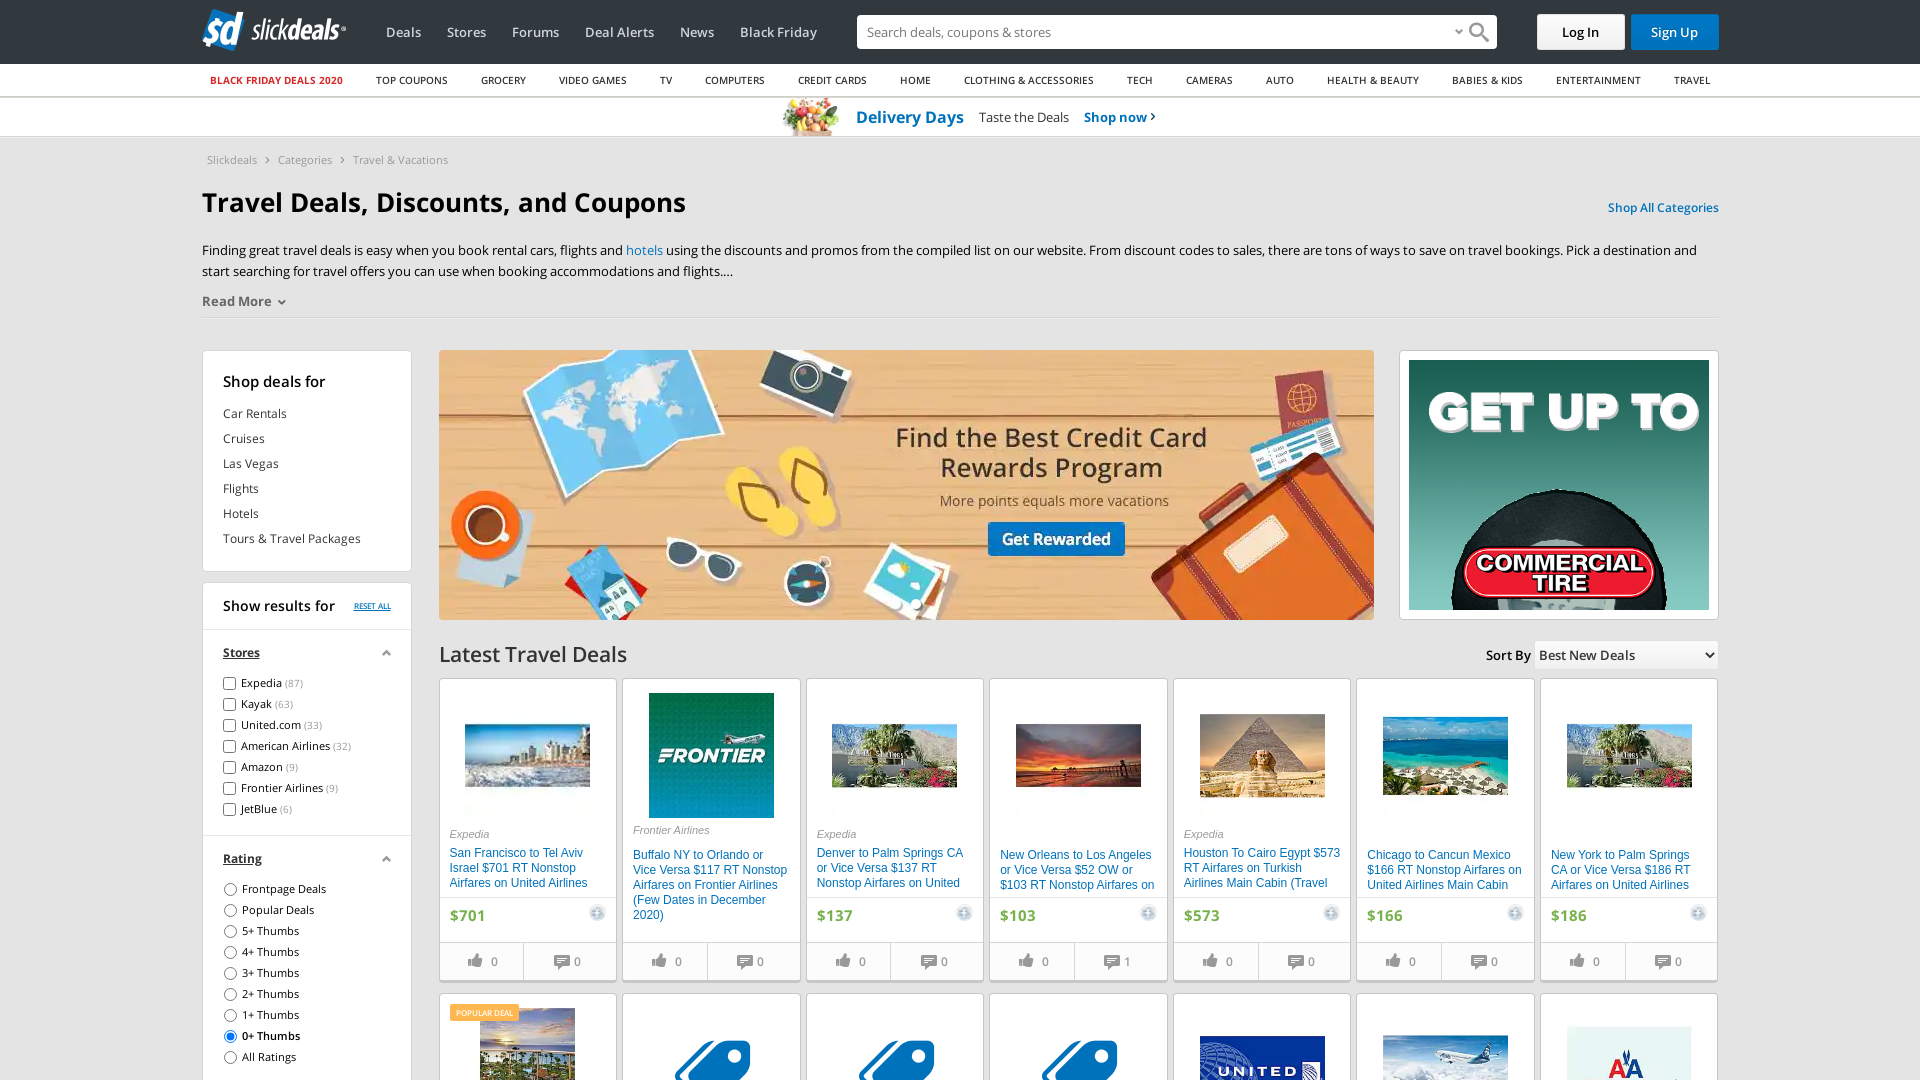 slickdeals
Deals
Stores
Forums
Deal Alerts
News
Black Friday
Search deals, coupons & stores
Log In
Sign Up
BLACK FRIDAY DEALS 2020
TOP COUPONS
GROCERY
VIDEO GAMES
TV
COMPUTERS
CREDIT CARDS
HOME
CLOTHING & ACCESSORIES
TECH
CAMERAS
AUTO
HEALTH & BEAUTY
BABIES & KIDS
ENTERTAINMENT
TRAVEL
Delivery Days Taste the Deals Shop now
Slickdeals
Categories
Travel & Vacations
Travel Deals, Discounts, and Coupons
Shop All Categories
Finding great travel deals is easy when you book rental cars, flights and hotels using the discounts and promos from the compiled list on our website. From discount codes to sales, there are tons of ways to save on travel bookings. Pick a destination and
start searching for travel offers you can use when booking accommodations and flights....
Read More
Shop deals for
Car Rentals
Cruises
Las Vegas
Flights
Hotels
Tours & Travel Packages
Show results for
RESET ALL
Stores
Expedia (87)
Kayak (63)
United.com (33)
American Airlines (32)
Amazon (9)
Frontier Airlines (9)
JetBlue (6)
Rating
Frontpage Deals
Popular Deals
5+ Thumbs
4+ Thumbs
3+ Thumbs
2+ Thumbs
1+ Thumbs
0+ Thumbs
All Ratings
PASSPORT
Find the Best Credit Card
Rewards Program
More points equals more vacations
Get Rewarded
GET UP TO
COMMERCIAL
TIRE
Latest Travel Deals
Sort By
Best New Deals
Expedia
San Francisco to Tel Aviv
Israel $701 RT Nonstop
Airfares on United Airlines
$701
0
0
FRONTIER
Frontier Airlines
Buffalo NY to Orlando or
Vice Versa $117 RT Nonstop
Airfares on Frontier Airlines
(Few Dates in December
2020)
0
0
Expedia
Denver to Palm Springs CA
or Vice Versa $137 RT
Nonstop Airfares on United
$137
0
0
New Orleans to Los Angeles
or Vice Versa $52 OW or
$103 RT Nonstop Airfares on
$103
0
1
Expedia
Houston To Cairo Egypt $573
RT Airfares on Turkish
Airlines Main Cabin (Travel
$573
0
0
Chicago to Cancun Mexico
$166 RT Nonstop Airfares on
United Airlines Main Cabin
$166
0
0
New York to Palm Springs
CA or Vice Versa $186 RT
Airfares on United Airlines
$186
0
0
POPULAR DEAL
UNITED
AA